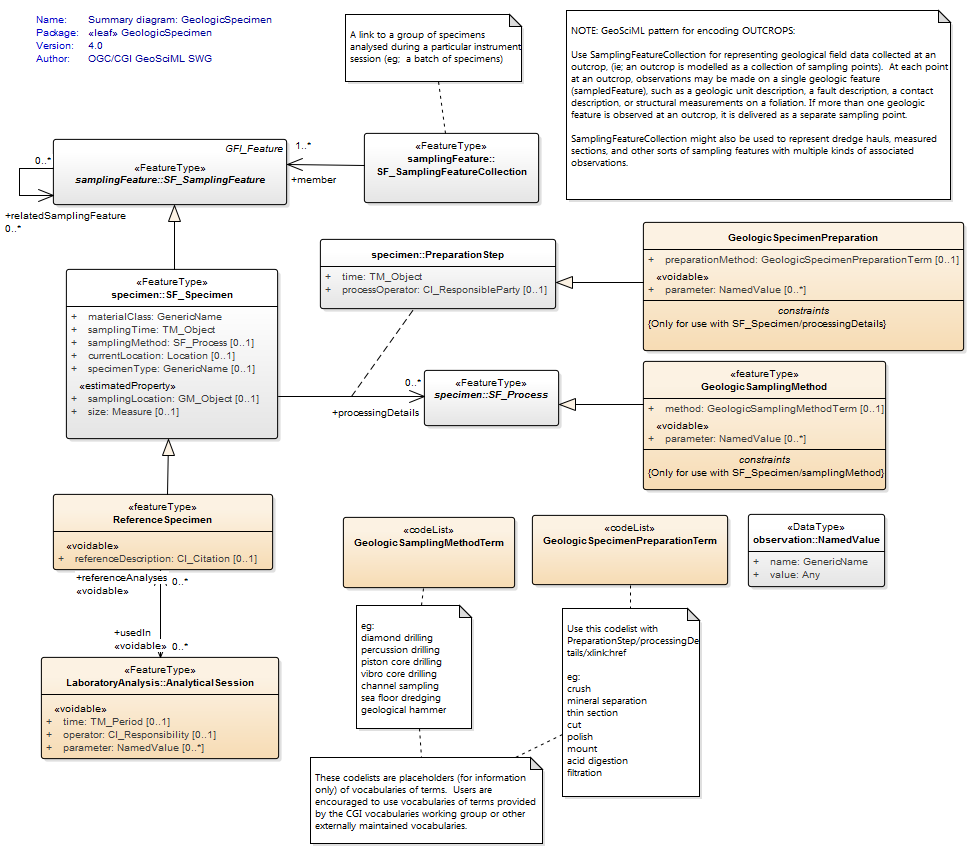 Name: Summary diagram: GeologicSpecimen
Package: «leaf» GeologicSpecimen
Version: 4.0
Author: OGC/CGI GeoSciML SWG
A link to a group of specimens
analysed during a particular instrument
session (eg; a batch of specimens)
NOTE: GeoSciML pattern for encoding OUTCROPS:
Use SamplingFeatureCollection for representing geological field data collected at an
outcrop, (ie; an outcrop is modelled as a collection of sampling points). At each point
at an outcrop, observations may be made on a single geologic feature
(sampledFeature), such as a geologic unit description, a fault description, a contact
description, or structural measurements on a foliation. If more than one geologic
feature is observed at an outcrop, it is delivered as a separate sampling point.
SamplingFeatureCollection might also be used to represent dredge hauls, measured
sections, and other sorts of sampling features with multiple kinds of associated
observations.
GFI_Feature
«FeatureType»
samplingFeature::SF_SamplingFeature
0..*
+relatedSamplingFeature
0..*
1..*
+member
«FeatureType»
samplingFeature::
SF_SamplingFeatureCollection
specimen::PreparationStep
+ time: TM_Object
+ processOperator: CI_ResponsibleParty [0..1]
GeologicSpecimenPreparation
+ preparationMethod: GeologicSpecimenPreparationTerm [0..1]
«voidable»
+ parameter: NamedValue [0..*]
constraints
{Only for use with SF_Specimen/processingDetails}
«FeatureType»
specimen::SF_Specimen
+ materialClass: GenericName
+ samplingTime: TM_Object
+ samplingMethod: SF_Process [0..1]
+ currentLocation: Location [0..1]
+ specimenType: GenericName [0..1]
«estimatedProperty»
+ samplingLocation: GM_Object [0..1]
+ size: Measure [0..1]
0..*
+processingDetails
«FeatureType»
specimen::SF_Process
«featureType»
GeologicSamplingMethod
+ method: GeologicSamplingMethodTerm [0..1]
«voidable»
+ parameter: NamedValue [0..*]
constraints
{Only for use with SF_Specimen/samplingMethod}
«featureType»
ReferenceSpecimen
«voidable»
+ referenceDescription: CI_Citation [0..1]
+referenceAnalyses 0..*
«voidable»
+usedIn
«voidable» 0..*
«FeatureType»
LaboratoryAnalysis::AnalyticalSession
«voidable»
+ time: TM_Period [0..1]
+ operator: CI_Responsibility [0..1]
+ parameter: NamedValue [0..*]
«codeList»
GeologicSamplingMethodTerm
«codeList»
GeologicSpecimenPreparationTerm
«DataType»
observation::NamedValue
+ name: GenericName
+ value: Any
eg:
diamond drilling
percussion drilling
piston core drilling
vibro core drilling
channel sampling
sea floor dredging
geological hammer
Use this codelist with
PreparationStep/processingDe
tails/xlink:href
eg:
crush
mineral separation
thin section
cut
polish
mount
acid digestion
filtration
These codelists are placeholders (for information
only) of vocabularies of terms. Users are
encouraged to use vocabularies of terms provided
by the CGI vocabularies working group or other
externally maintained vocabularies.